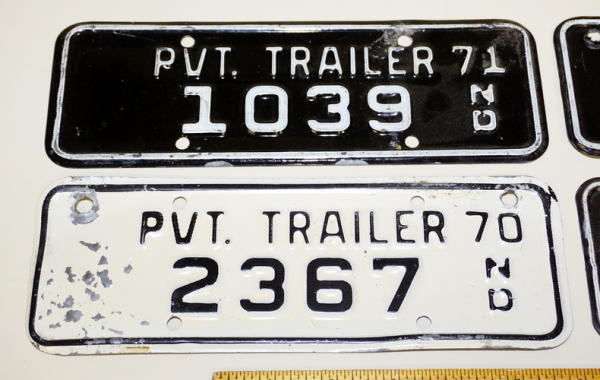 PVT. TRAILER 71
1039 ND
PVT. TRAILER 70
2367 ND